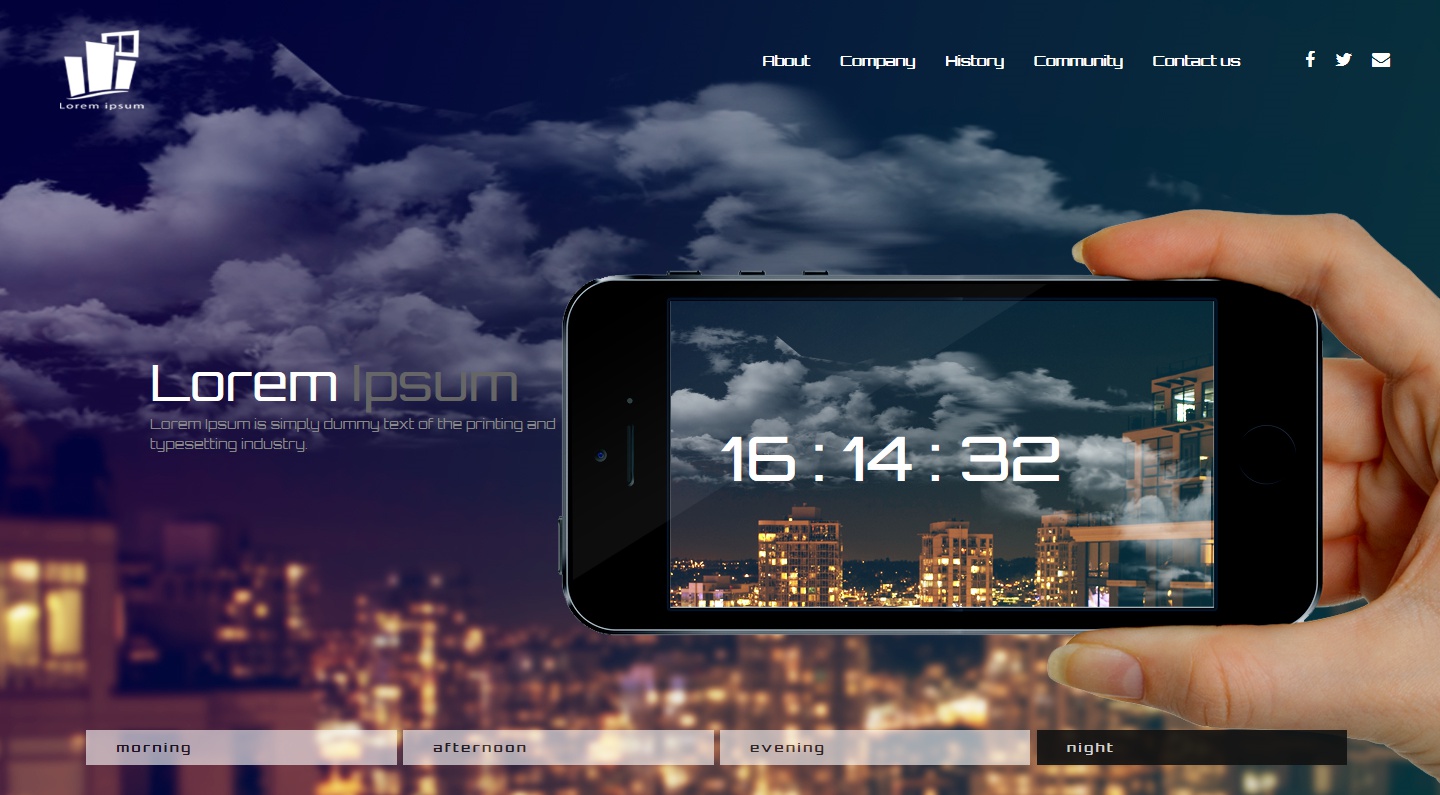 Lorem ipsum
About Company History Community Contact us
Lorem Ipsum
Lorem Ipsum is simply dummy text of the printing and
typesetting industry.
16 : 14 : 32
morning afternoon evening night